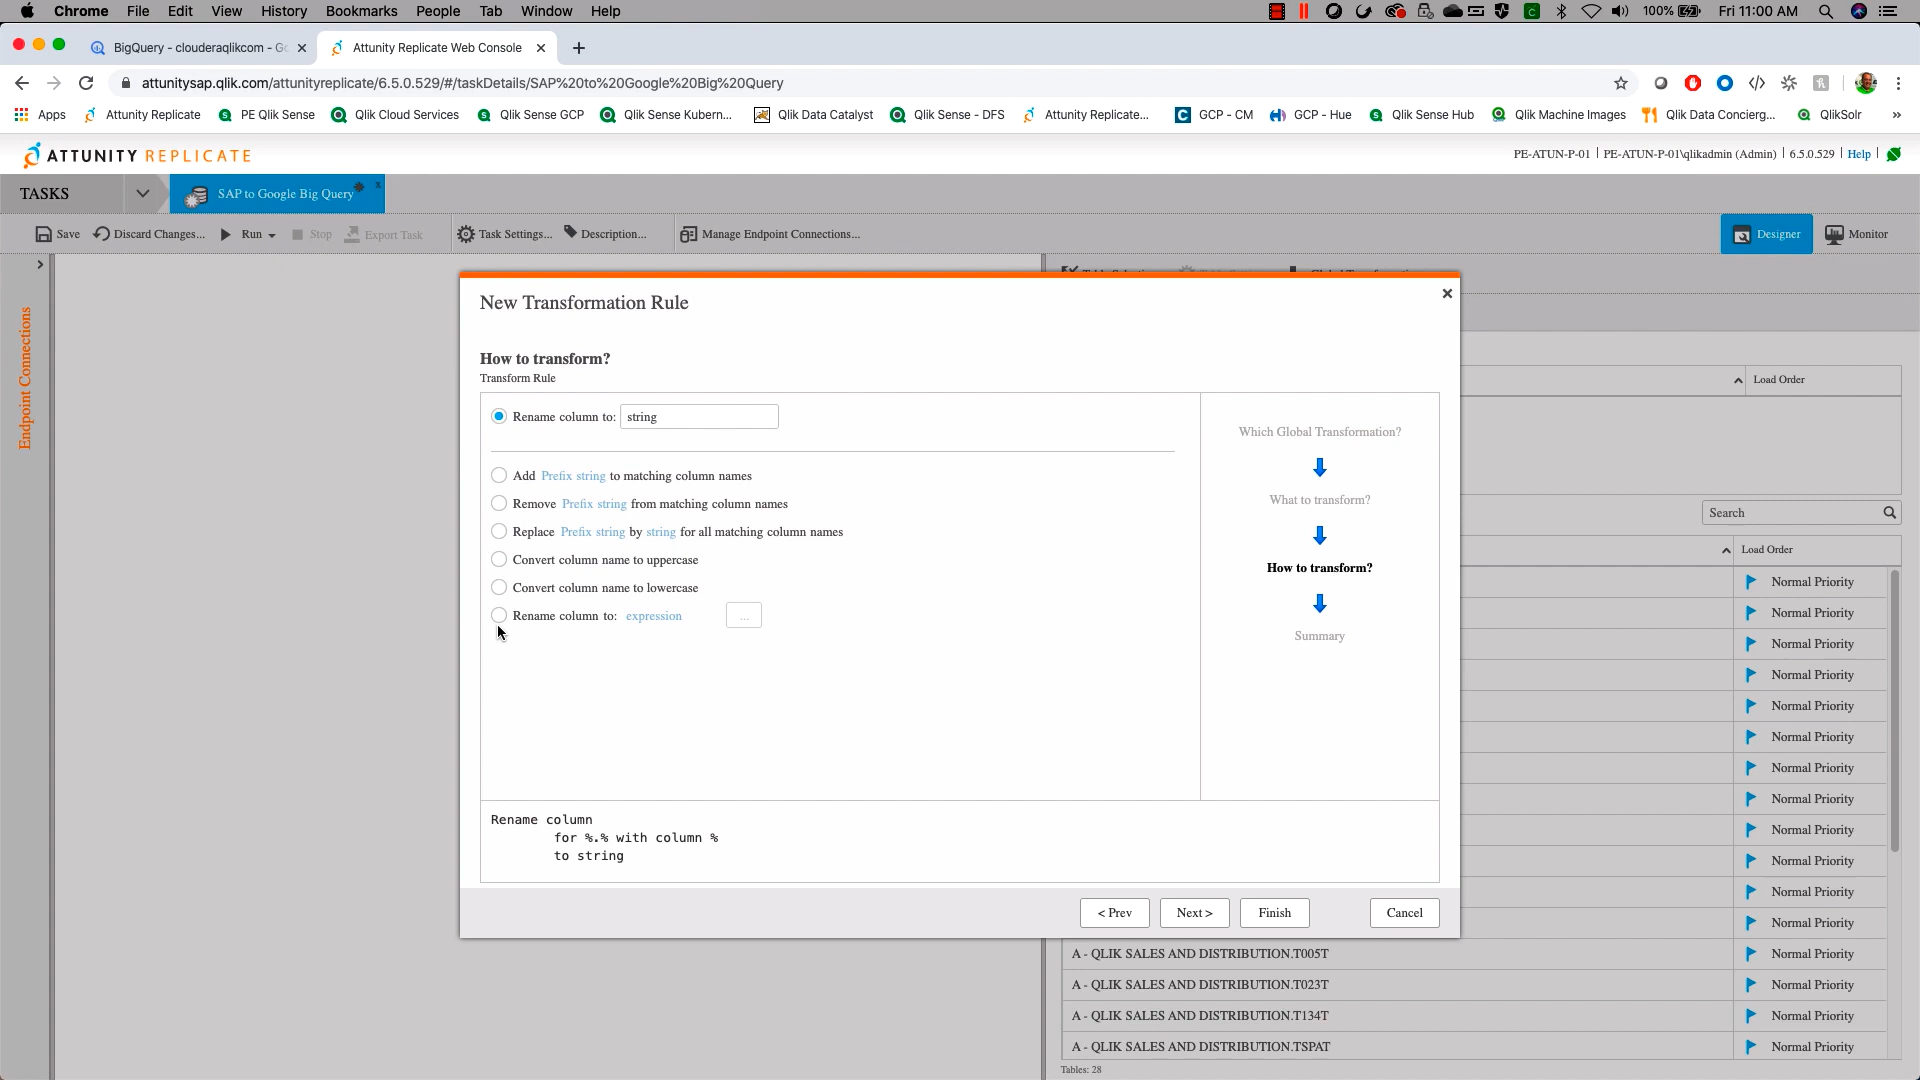 Chrome File Edit View History Bookmarks People Tab Window Help 100% Fri 11:00 AM
BigQuery - clouderaqlikcom - Go Attunity Replicate Web Console
attunitysap.qlik.com/attunityreplicate/6.5.0.529/#/taskDetails/SAP%20to%20Google%20Big%20Query
Apps Attunity Replicate PE Qlik Sense Qlik Cloud Services Qlik Sense GCP Qlik Sense Kubern... Qlik Data Catalyst Qlik Sense - DFS Attunity Replicate... GCP - CM GCP - Hue Qlik Sense Hub Qlik Machine Images Qlik Data Concierg... QlikSolr »
ATTUNITY REPLICATE PE-ATUN-P-01 | PE-ATUN-P-01\qlikadmin (Admin) | 6.5.0.529 | Help |
TASKS SAP to Google Big Query x
Save Discard Changes... Run Stop Export Task Task Settings... Description... Manage Endpoint Connections... Designer Monitor
Endpoint Connections
New Transformation Rule
How to transform?
Transform Rule
Rename column to: string
Add Prefix string to matching column names
Remove Prefix string from matching column names
Replace Prefix string by string for all matching column names
Convert column name to uppercase
Convert column name to lowercase
Rename column to: expression ...
Which Global Transformation?
What to transform?
How to transform?
Summary
Rename column
for %.% with column %
to string
< Prev Next > Finish Cancel
Load Order
Search
Load Order
Normal Priority
Normal Priority
Normal Priority
Normal Priority
Normal Priority
Normal Priority
Normal Priority
Normal Priority
Normal Priority
Normal Priority
Normal Priority
Normal Priority
A - QLIK SALES AND DISTRIBUTION.T005T Normal Priority
A - QLIK SALES AND DISTRIBUTION.T023T Normal Priority
A - QLIK SALES AND DISTRIBUTION.T134T Normal Priority
A - QLIK SALES AND DISTRIBUTION.TSPAT Normal Priority
Tables: 28